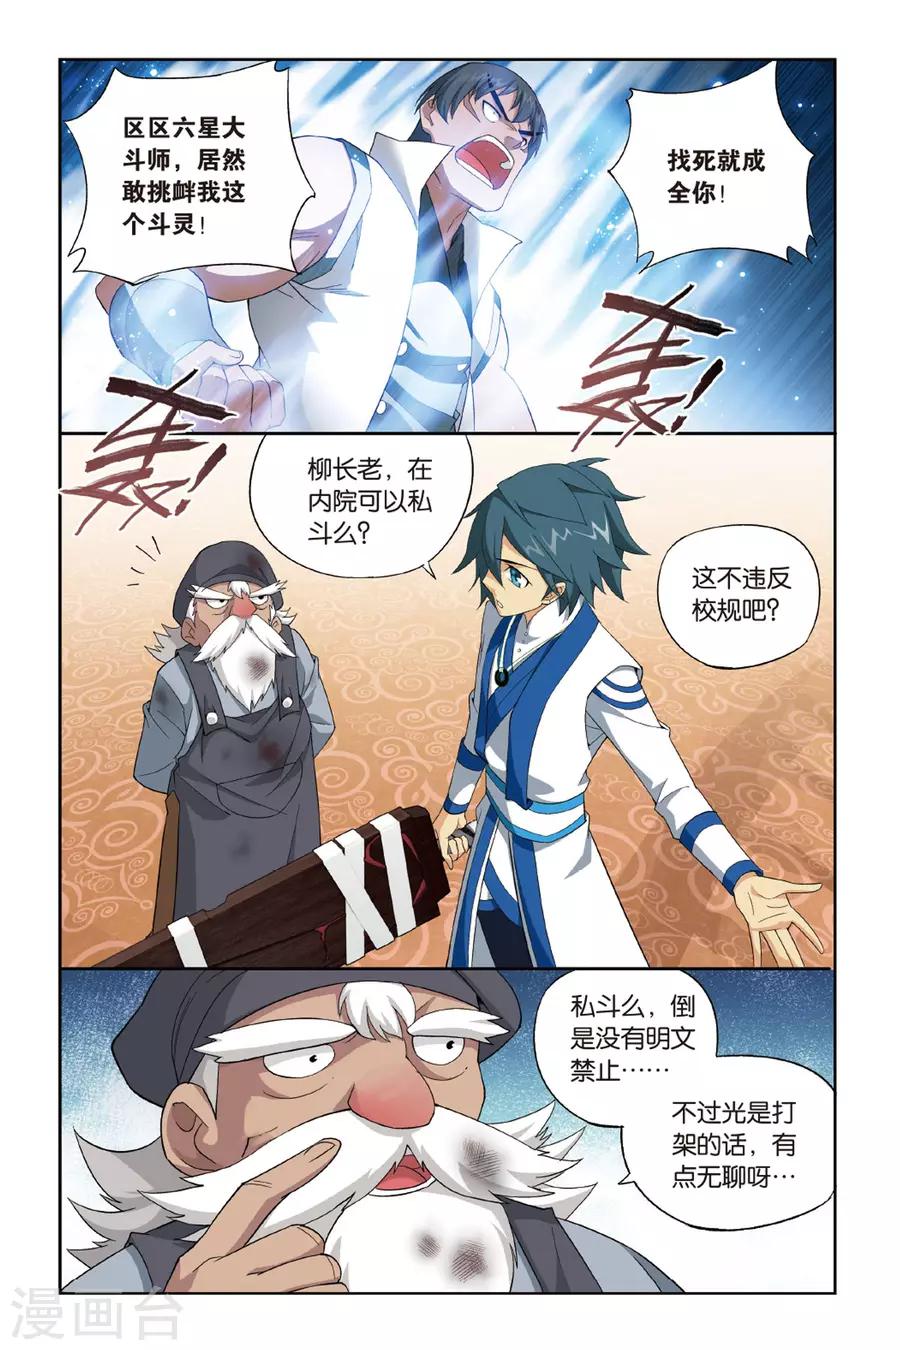 区区六星大
斗师，居然
敢挑衅我这
个斗灵！
找死就成
全你！
轰！
轰！
柳长老，在
内院可以私
斗么？
这不违反
校规吧？
私斗么，倒
是没有明文
禁止……
不过光是打
架的话，有
点无聊呀…
漫画台